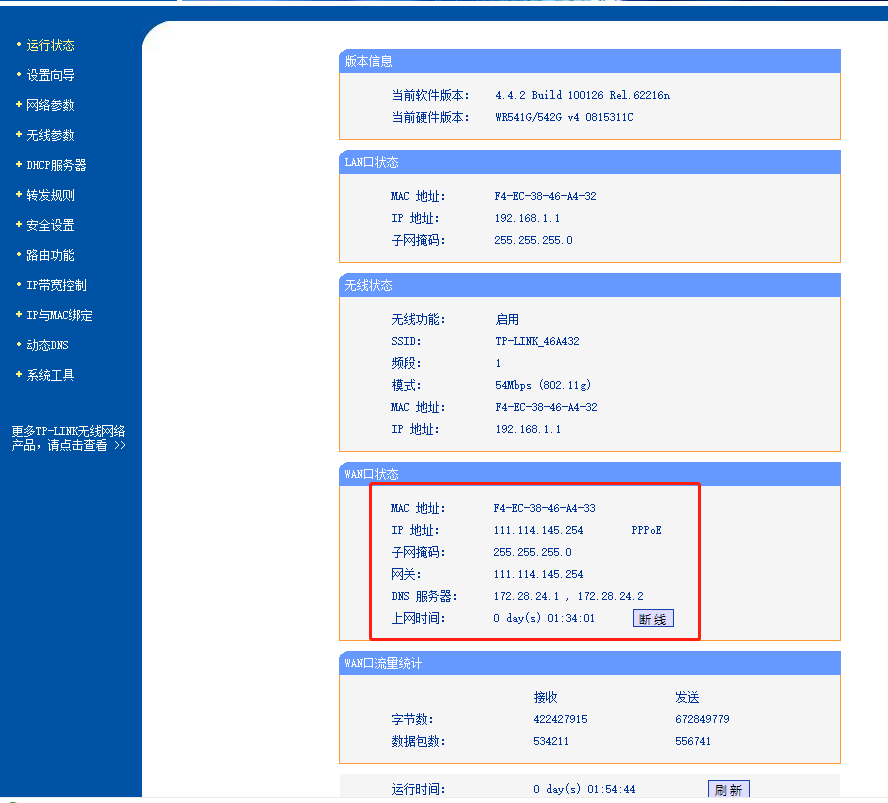 运行状态
设置向导
网络参数
无线参数
DHCP服务器
转发规则
安全设置
路由功能
IP带宽控制
IP与MAC绑定
动态DNS
系统工具
更多TP-LINK无线网络
产品，请点击查看 >>
版本信息
当前软件版本： 4.4.2 Build 100126 Rel.62216n
当前硬件版本： WR541G/542G v4 0815311C
LAN口状态
MAC 地址： F4-EC-38-46-A4-32
IP 地址： 192.168.1.1
子网掩码： 255.255.255.0
无线状态
无线功能： 启用
SSID： TP-LINK_46A432
频段： 1
模式： 54Mbps (802.11g)
MAC 地址： F4-EC-38-46-A4-32
IP 地址： 192.168.1.1
WAN口状态
MAC 地址： F4-EC-38-46-A4-33
IP 地址： 111.114.145.254 PPPoE
子网掩码： 255.255.255.0
网关： 111.114.145.254
DNS 服务器： 172.28.24.1 , 172.28.24.2
上网时间： 0 day(s) 01:34:01 断 线
WAN口流量统计
接收 发送
字节数： 422427915 672849779
数据包数： 534211 556741
运行时间： 0 day(s) 01:54:44 刷 新